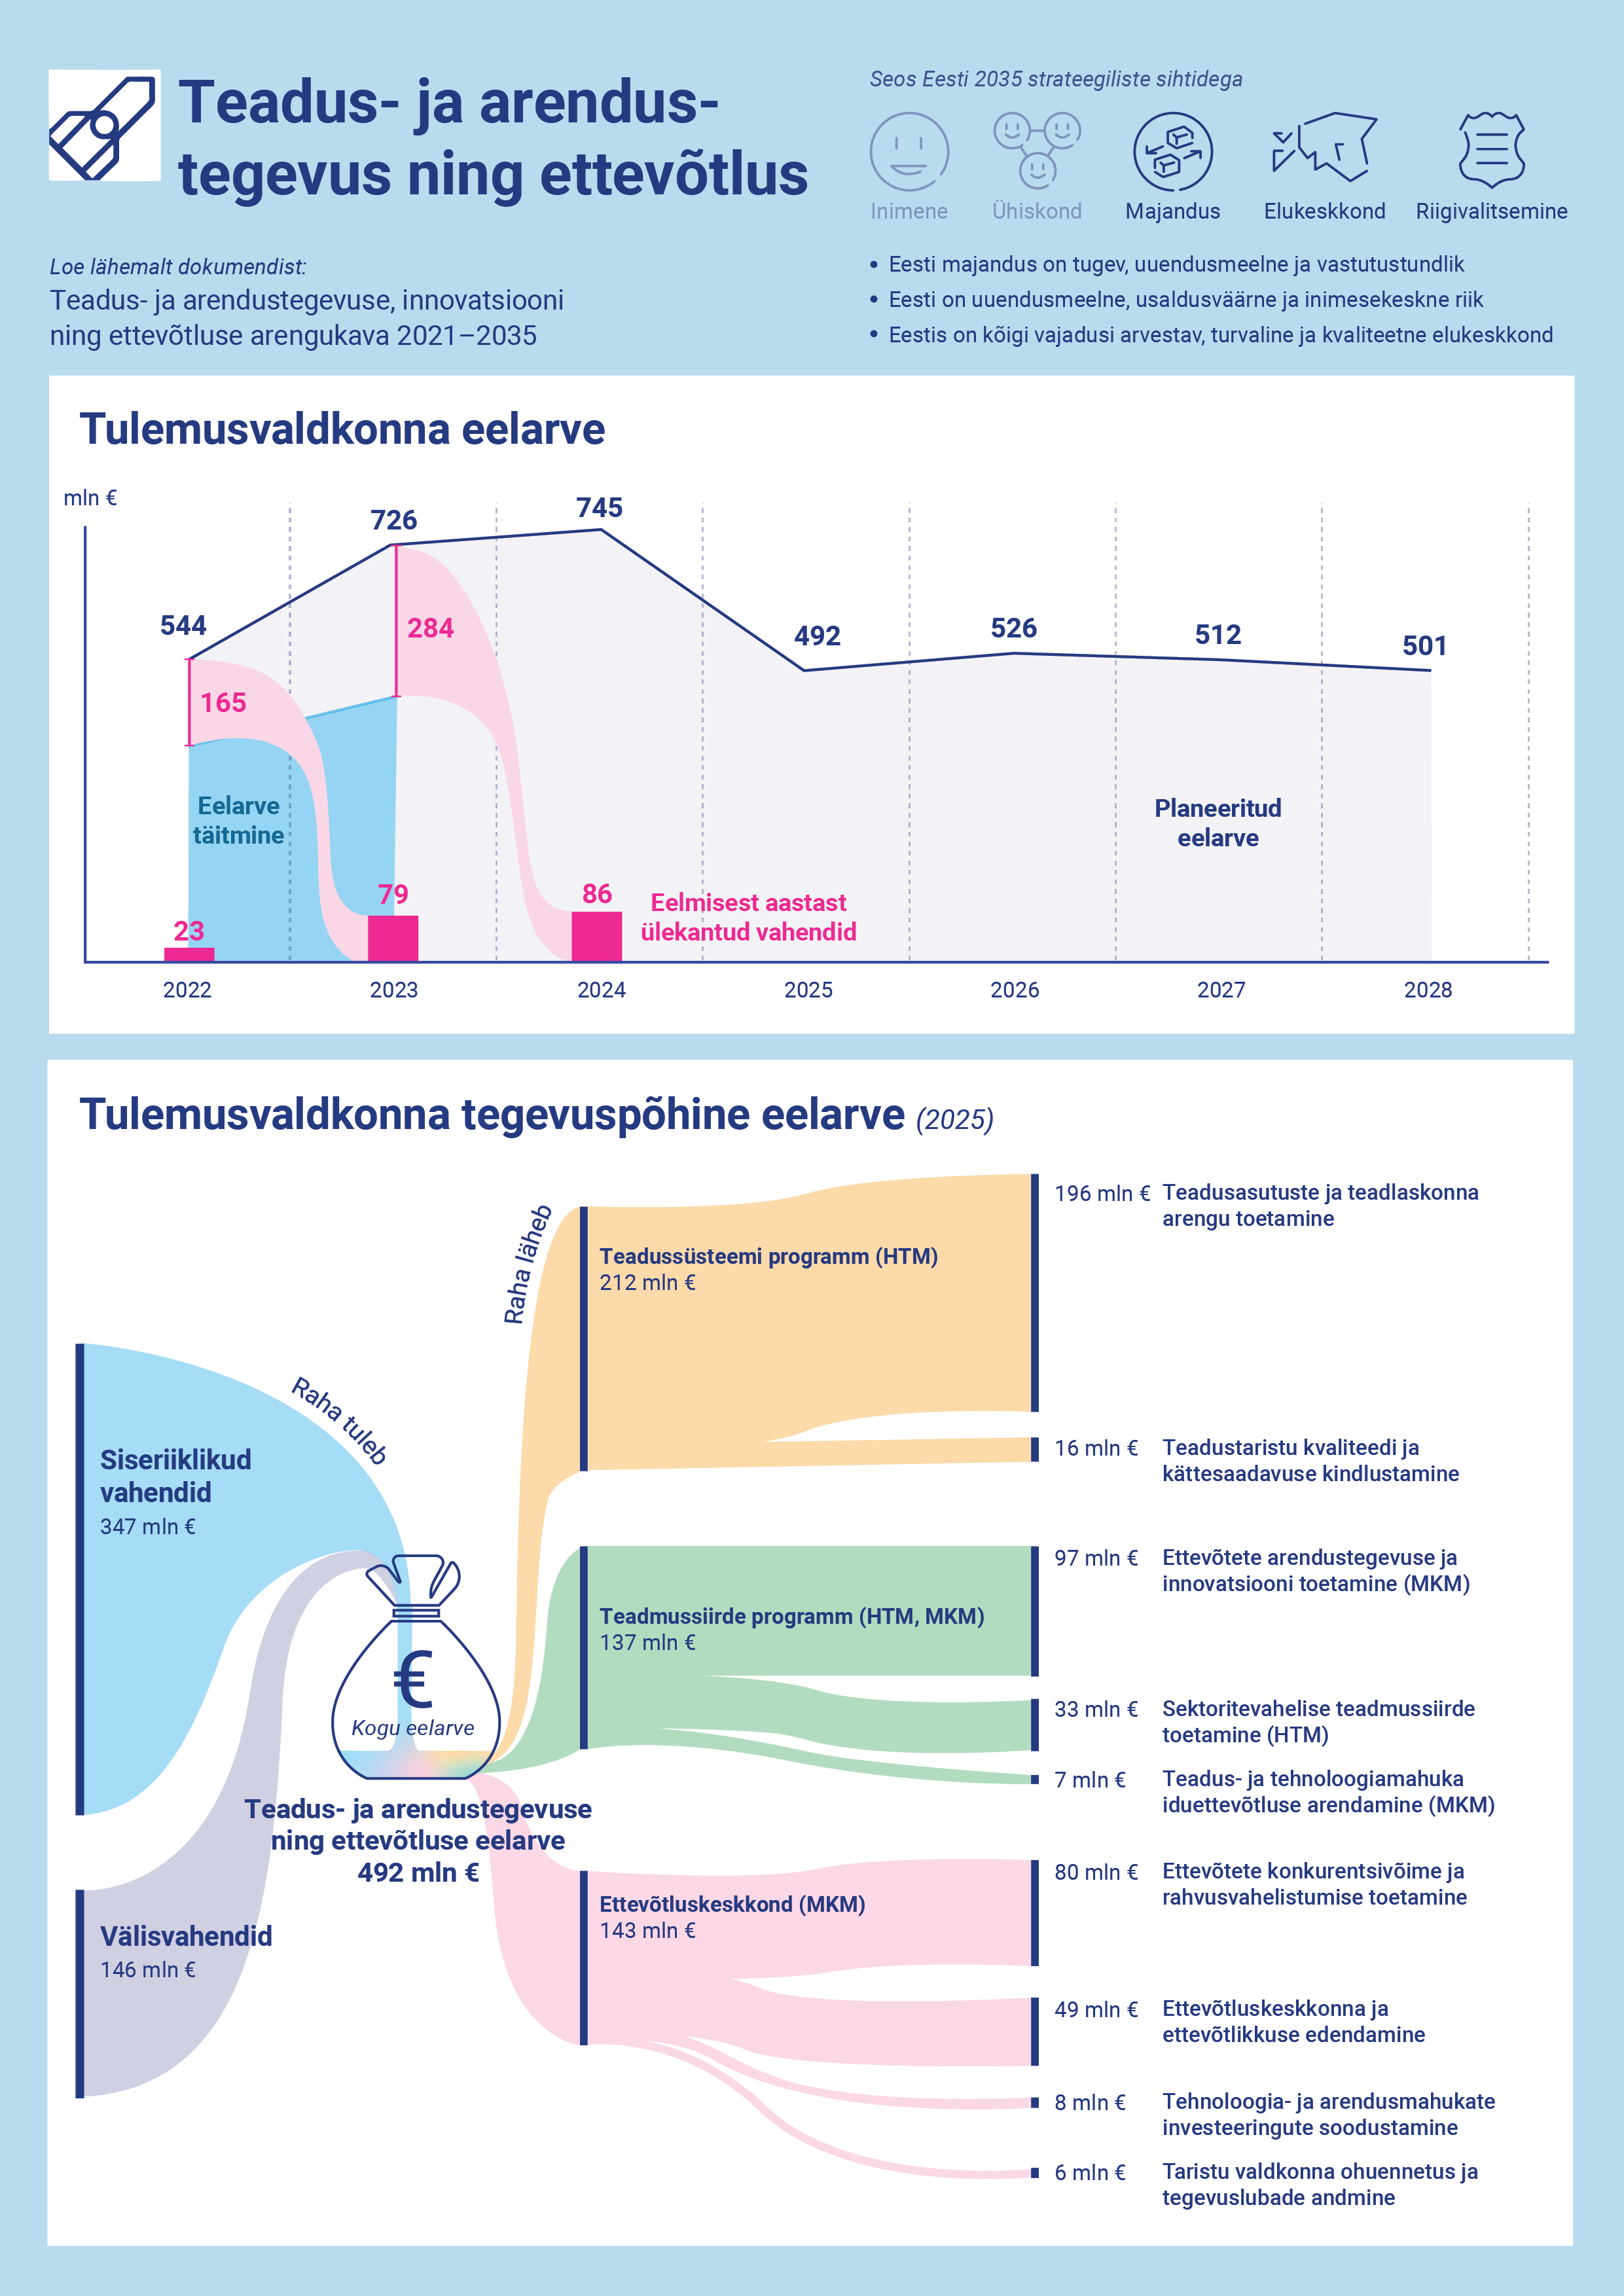 Teadus- ja arendus-
tegevus ning ettevõtlus
Loe lähemalt dokumendist:
Teadus- ja arendustegevuse, innovatsiooni
ning ettevõtluse arengukava 2021–2035
Seos Eesti 2035 strateegiliste sihtidega
Inimene
Ühiskond
Majandus
Elukeskkond
Riigivalitsemine
• Eesti majandus on tugev, uuendusmeelne ja vastutustundlik
• Eesti on uuendusmeelne, usaldusväärne ja inimesekeskne riik
• Eestis on kõigi vajadusi arvestav, turvaline ja kvaliteetne elukeskkond
Tulemusvaldkonna eelarve
mln €
544
726
745
492
526
512
501
165
284
Eelarve
täitmine
Planeeritud
eelarve
23
79
86
Eelmisest aastast
ülekantud vahendid
2022
2023
2024
2025
2026
2027
2028
Tulemusvaldkonna tegevuspõhine eelarve (2025)
Raha tuleb
Siseriiklikud
vahendid
347 mln €
Välisvahendid
146 mln €
€
Kogu eelarve
Teadus- ja arendustegevuse
ning ettevõtluse eelarve
492 mln €
Raha läheb
Teadussüsteemi programm (HTM)
212 mln €
196 mln € Teadusasutuste ja teadlaskonna
arengu toetamine
16 mln € Teadustaristu kvaliteedi ja
kättesaadavuse kindlustamine
Teadmussiirde programm (HTM, MKM)
137 mln €
97 mln € Ettevõtete arendustegevuse ja
innovatsiooni toetamine (MKM)
33 mln € Sektoritevahelise teadmussiirde
toetamine (HTM)
7 mln € Teadus- ja tehnoloogiamahuka
iduettevõtluse arendamine (MKM)
Ettevõtluskeskkond (MKM)
143 mln €
80 mln € Ettevõtete konkurentsivõime ja
rahvusvahelistumise toetamine
49 mln € Ettevõtluskeskkonna ja
ettevõtlikkuse edendamine
8 mln € Tehnoloogia- ja arendusmahukate
investeeringute soodustamine
6 mln € Taristu valdkonna ohuennetus ja
tegevuslubade andmine